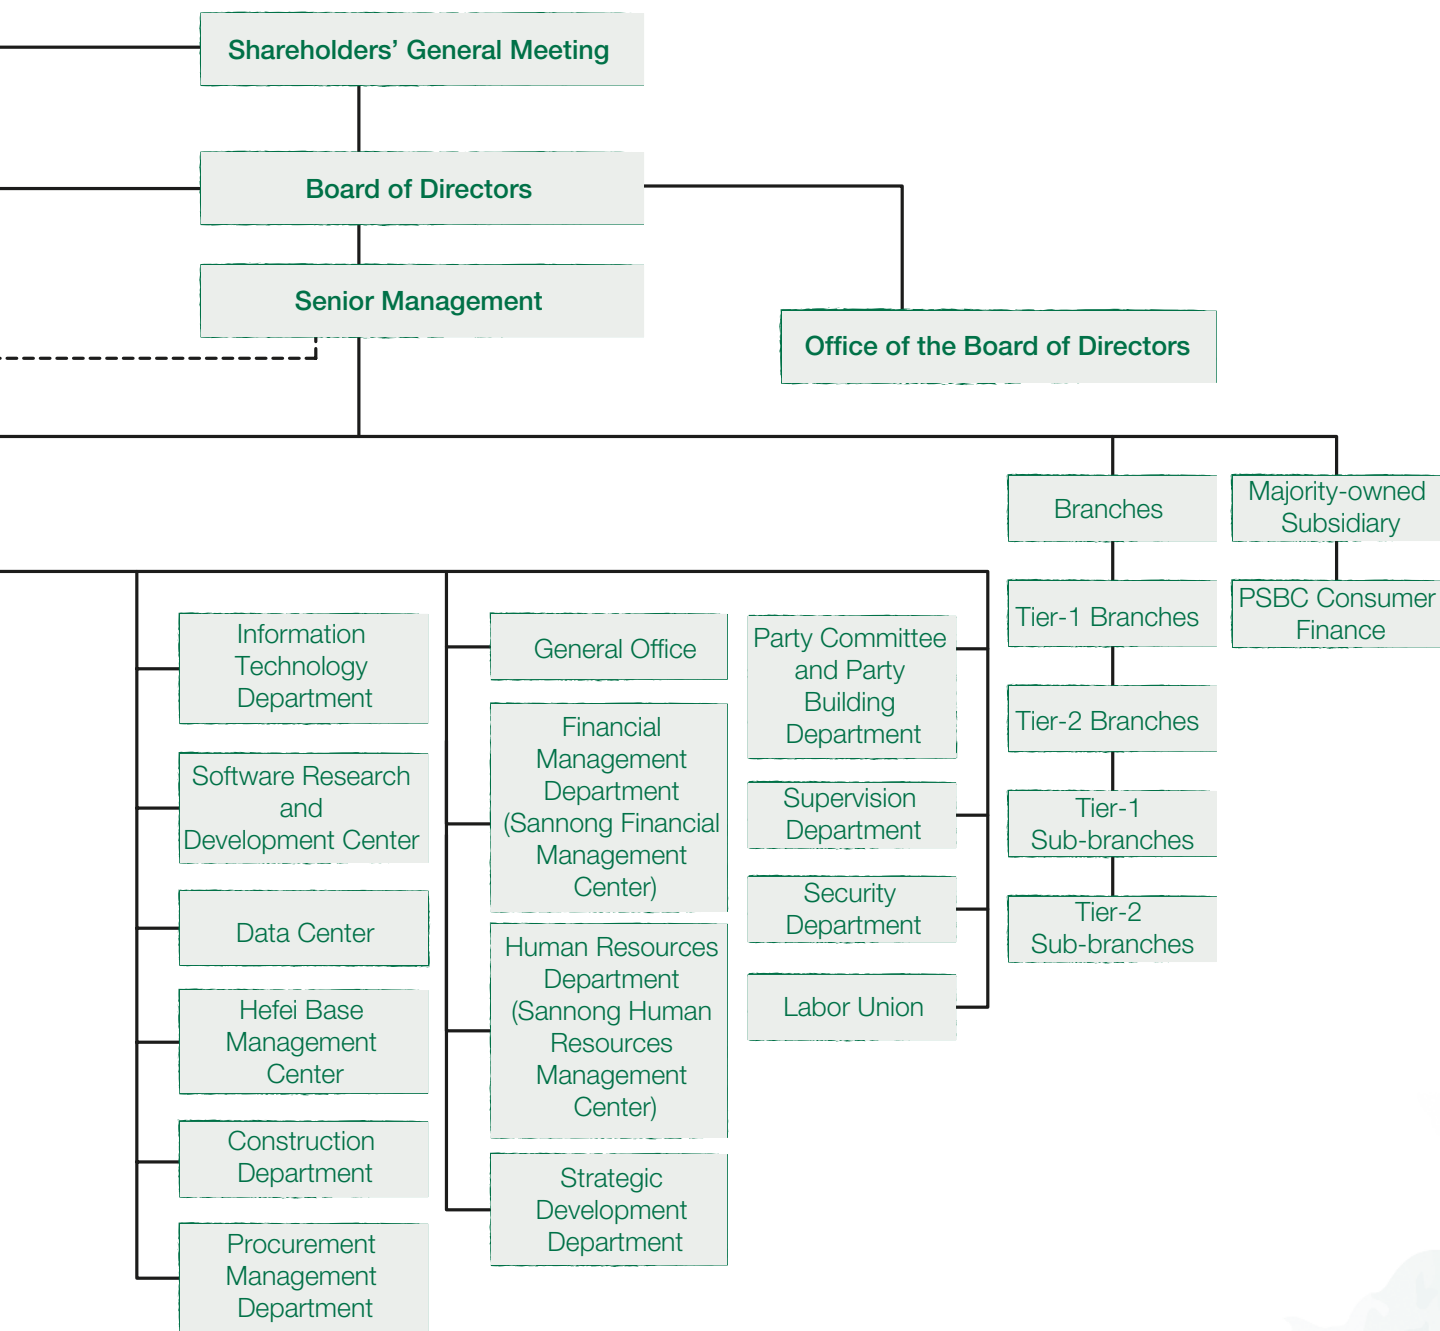 Shareholders’ General Meeting
Board of Directors
Senior Management
Office of the Board of Directors
Branches
Majority-owned
Subsidiary
Tier-1 Branches
PSBC Consumer
Finance
Tier-2 Branches
Tier-1
Sub-branches
Tier-2
Sub-branches
Information
Technology
Department
Software Research
and
Development Center
Data Center
Hefei Base
Management
Center
Construction
Department
Procurement
Management
Department
General Office
Financial
Management
Department
(Sannong Financial
Management
Center)
Human Resources
Department
(Sannong Human
Resources
Management
Center)
Strategic
Development
Department
Party Committee
and Party
Building
Department
Supervision
Department
Security
Department
Labor Union